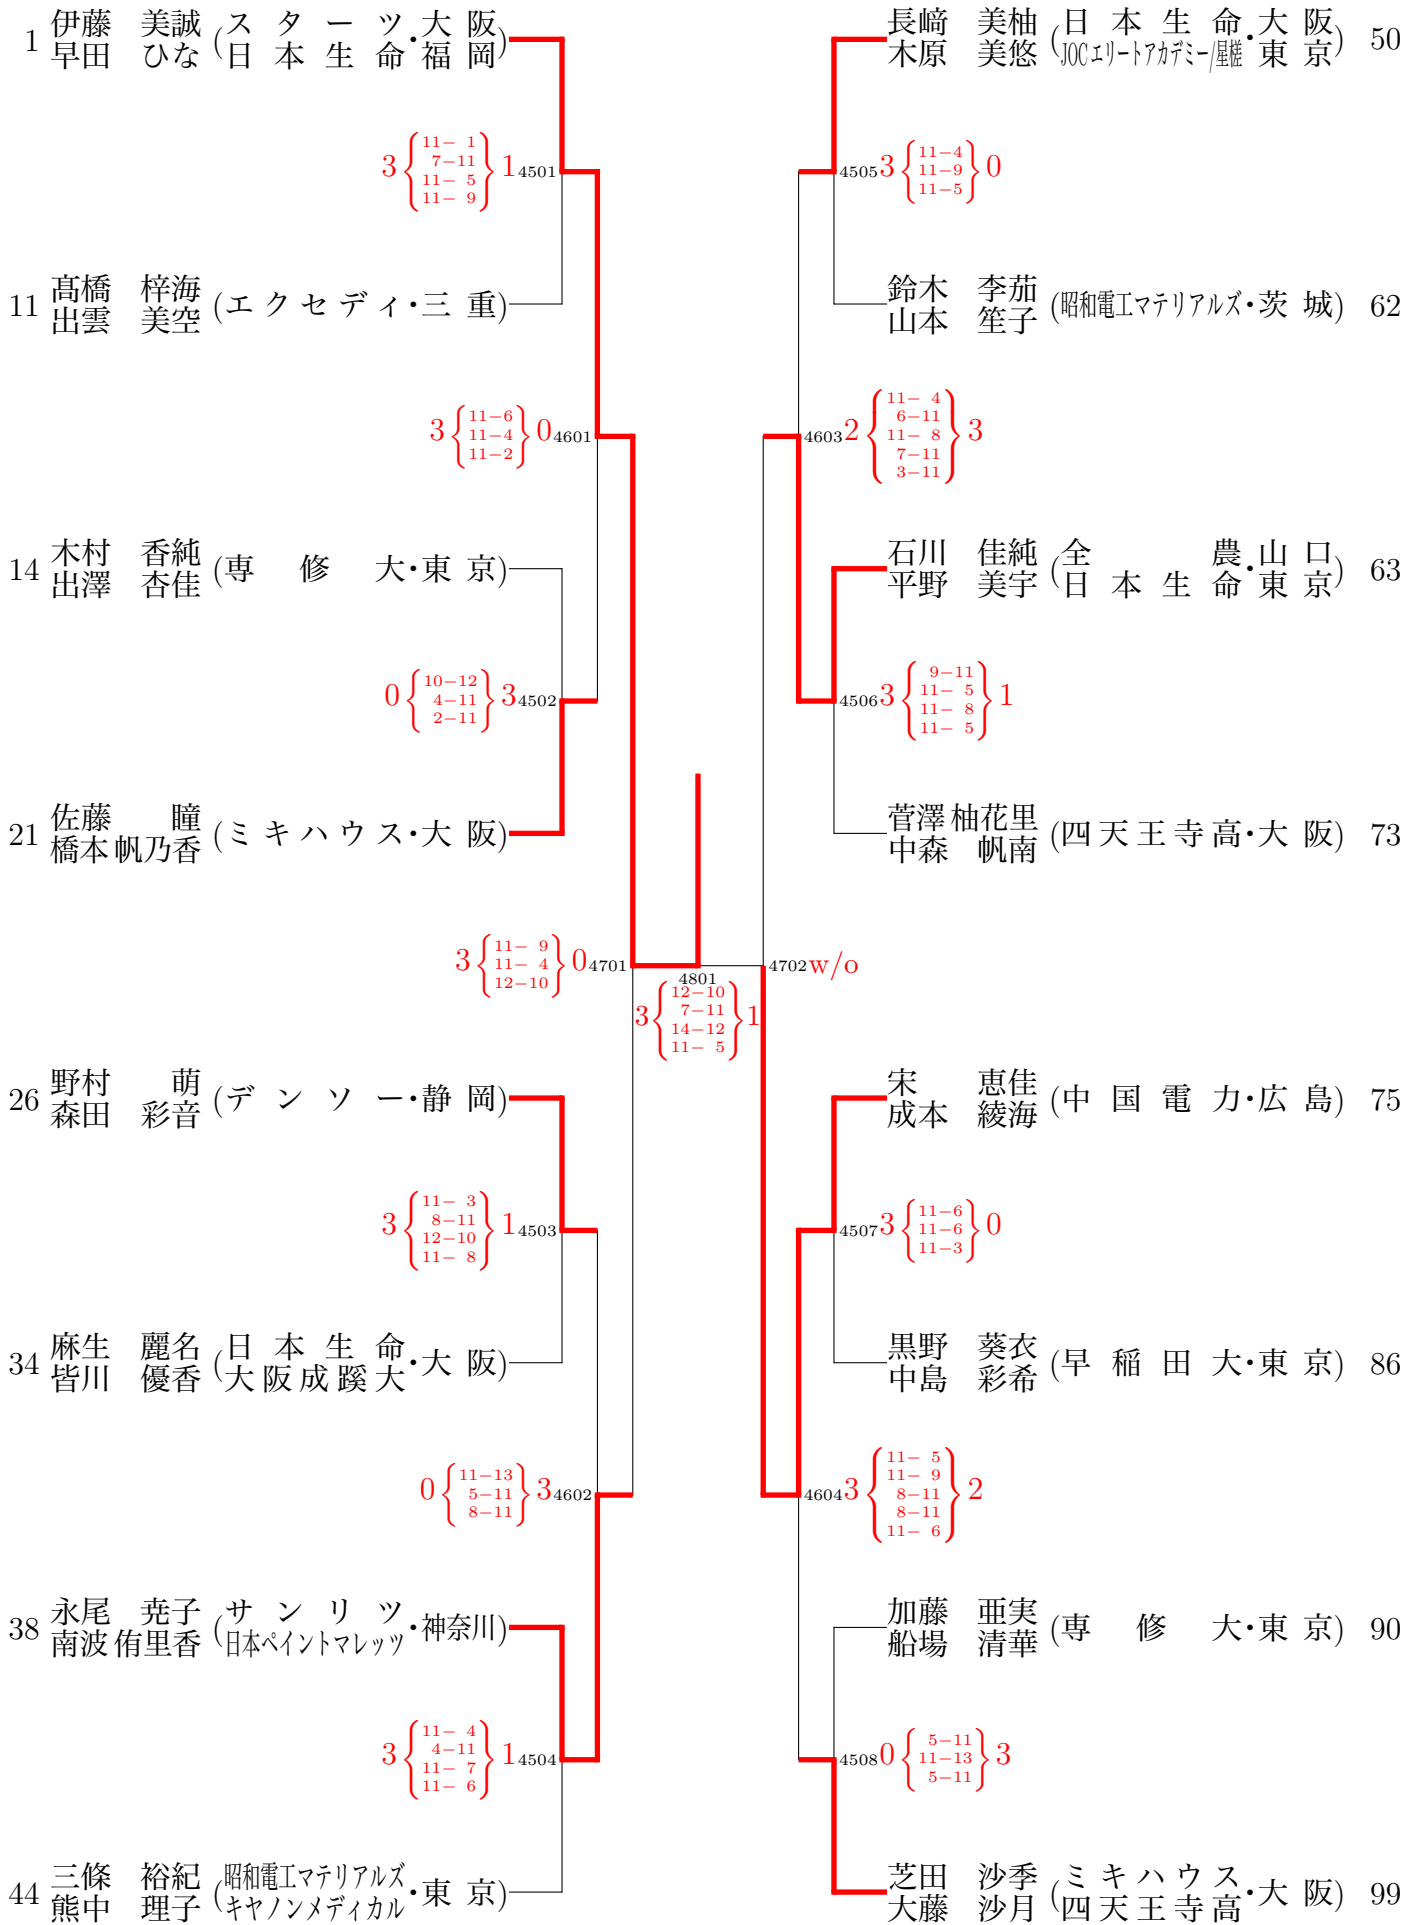 1 伊藤 美誠 (スターツ・大阪)
早田 ひな (日本生命・福岡)
3 11- 1 1 4501
7-11
11- 5
11- 9
11 髙橋 梓海 (エクセディ・三重)
出雲 美空
3 11-6 0 4601
11-4
11-2
14 木村 香純 (専修大・東京)
出澤 杏佳
0 10-12 3 4502
4-11
2-11
21 佐藤 瞳 (ミキハウス・大阪)
橋本 帆乃香
3 11- 9 0 4701
11- 4
12-10
26 野村 萌 (デンソー・静岡)
森田 彩音
3 11- 3 1 4503
8-11
12-10
11- 8
34 麻生 麗名 (日本生命・大阪)
皆川 優香 大阪成蹊大
0 11-13 3 4602
5-11
8-11
38 永尾 尭子 (サンリツ・神奈川)
南波 侑里香 日本ペイントマレッツ
3 11- 4 1 4504
4-11
11- 7
11- 6
44 三條 裕紀 (昭和電工マテリアルズ・東京)
熊中 理子 キヤノンメディカル
4801
3 12-10 1
7-11
14-12
11- 5
長﨑 美柚 (日本生命・大阪) 50
木原 美悠 (JOCエリートアカデミー/星槎・東京)
4505 3 11-4 0
11-9
11-5
鈴木 李茄 (昭和電工マテリアルズ・茨城) 62
山本 笙子
4603 2 11- 4 3
6-11
11- 8
7-11
3-11
石川 佳純 (全農・山口) 63
平野 美宇 (日本生命・東京)
4506 3 9-11 1
11- 5
11- 8
11- 5
菅澤 柚花里 (四天王寺高・大阪) 73
中森 帆南
4702 w/o
宋 恵佳 (中国電力・広島) 75
成本 綾海
4507 3 11-6 0
11-6
11-3
黒野 葵衣 (早稲田大・東京) 86
中島 彩希
4604 3 11- 5 2
11- 9
8-11
8-11
11- 6
加藤 亜実 (専修大・東京) 90
船場 清華
4508 0 5-11 3
11-13
5-11
芝田 沙季 (ミキハウス・大阪) 99
大藤 沙月 四天王寺高